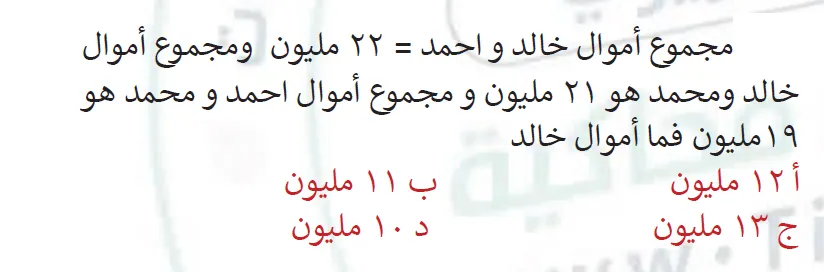 مجموع أموال خالد و احمد = ٢٢ مليون ومجموع أموال
خالد ومحمد هو ٢١ مليون و مجموع أموال احمد و محمد هو
١٩مليون فما أموال خالد
أ ١٢ مليون ب ١١ مليون
ج ١٣ مليون د ١٠ مليون